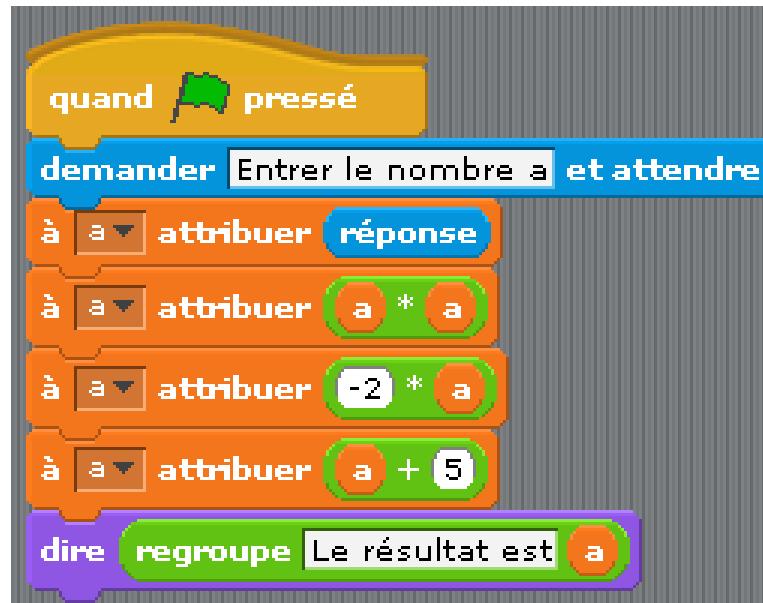 quand pressé
demander Entrer le nombre a et attendre
à a attribuer réponse
à a attribuer a * a
à a attribuer -2 * a
à a attribuer a + 5
dire regroupe Le résultat est a